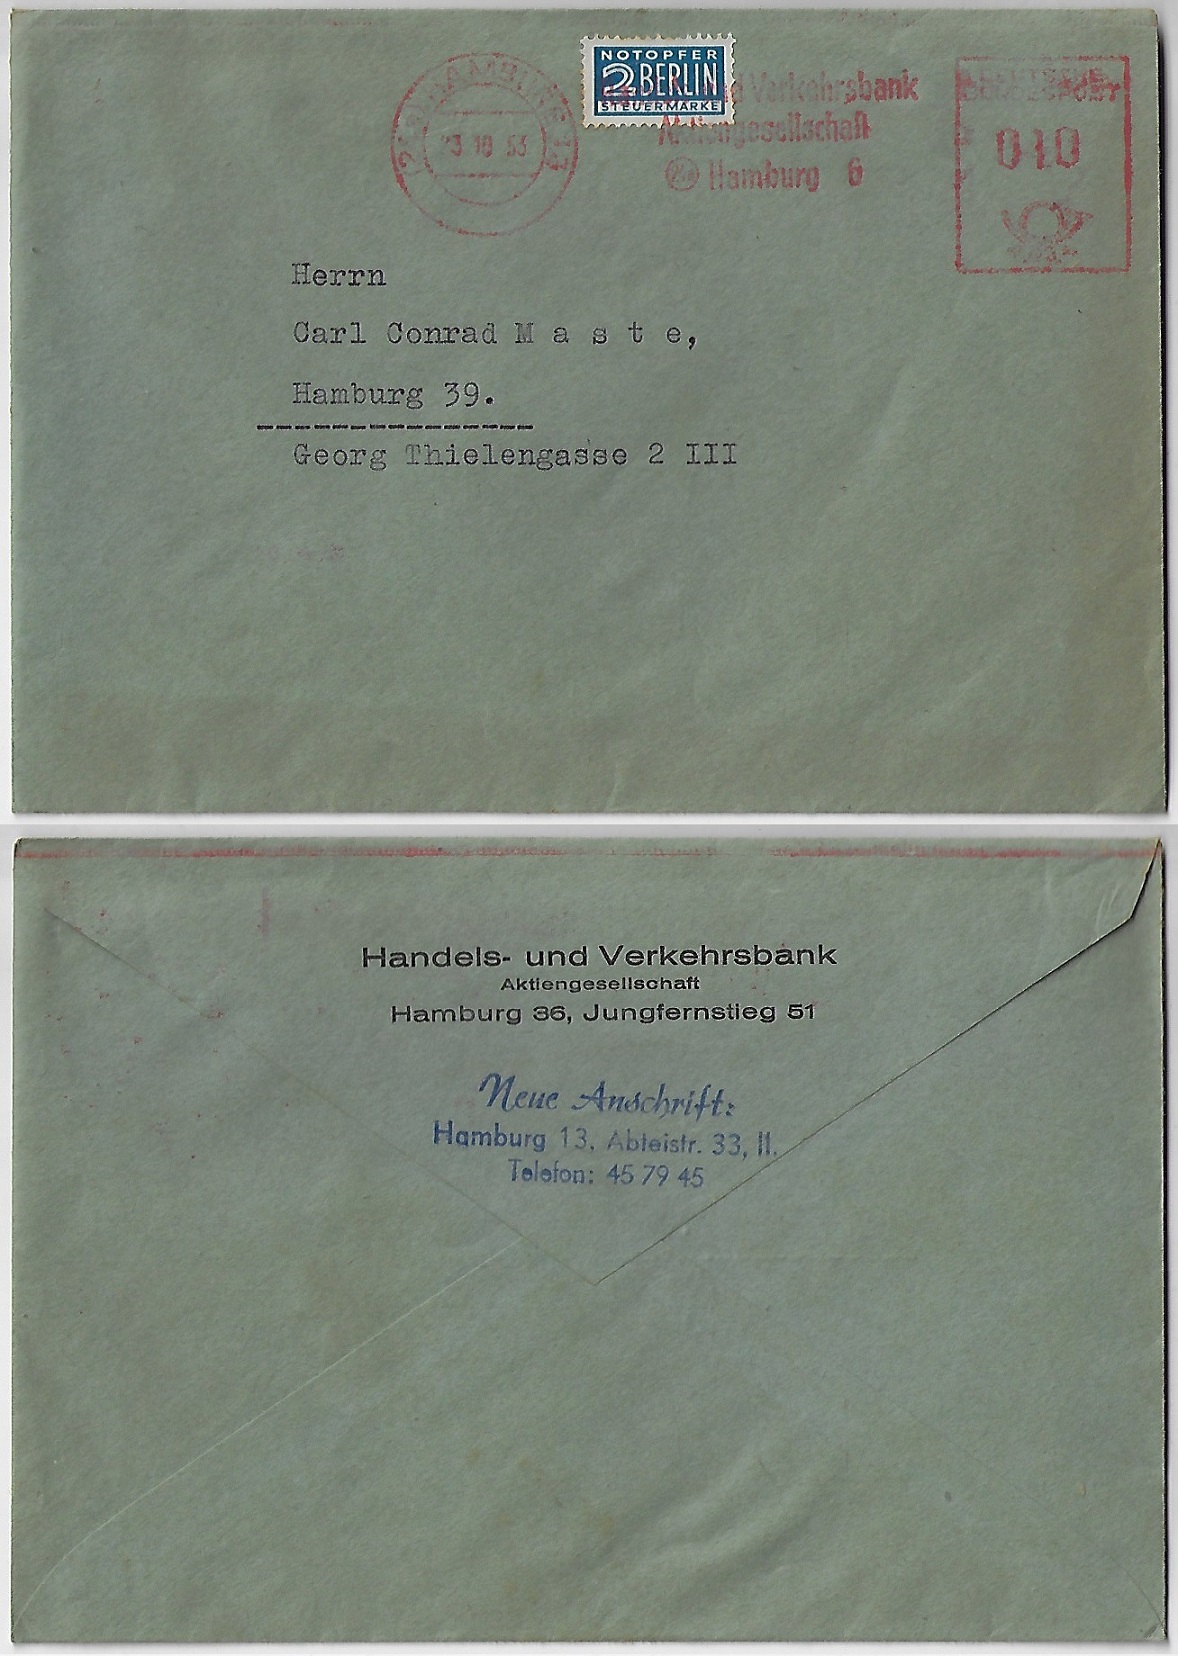 NOTOPFER
2 BERLIN
STEUERMARKE
Verkehrsbank
Aktiengesellschaft
Hamburg 6
23 10 53
DEUTSCHE
BUNDESPOST
010
Herrn
Carl Conrad M a s t e,
Hamburg 39.
Georg Thielengasse 2 III
Handels- und Verkehrsbank
Aktiengesellschaft
Hamburg 36, Jungfernstieg 51
Neue Anschrift:
Hamburg 13, Abteistr. 33, II.
Telefon: 45 79 45